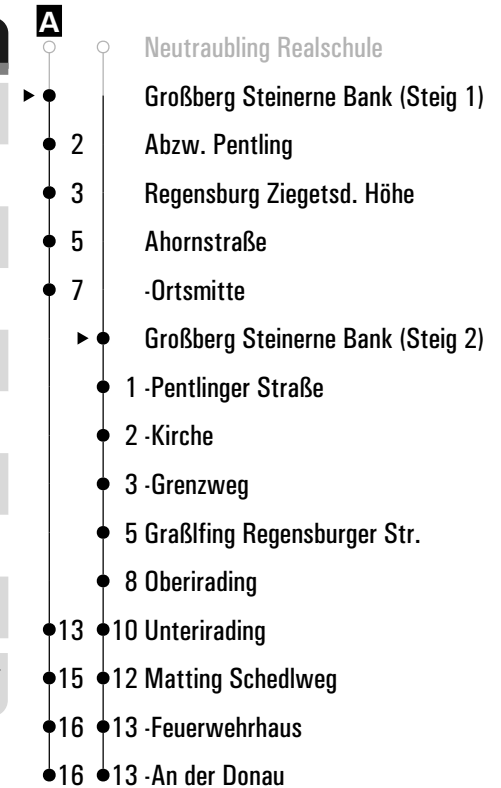 A
Neutraubling Realschule
Großberg Steinerne Bank (Steig 1)
2 Abzw. Pentling
3 Regensburg Ziegetsd. Höhe
5 Ahornstraße
7 -Ortsmitte
Großberg Steinerne Bank (Steig 2)
1 -Pentlinger Straße
2 -Kirche
3 -Grenzweg
5 Graßlfing Regensburger Str.
8 Oberirading
13 10 Unterirading
15 12 Matting Schedlweg
16 13 -Feuerwehrhaus
16 13 -An der Donau